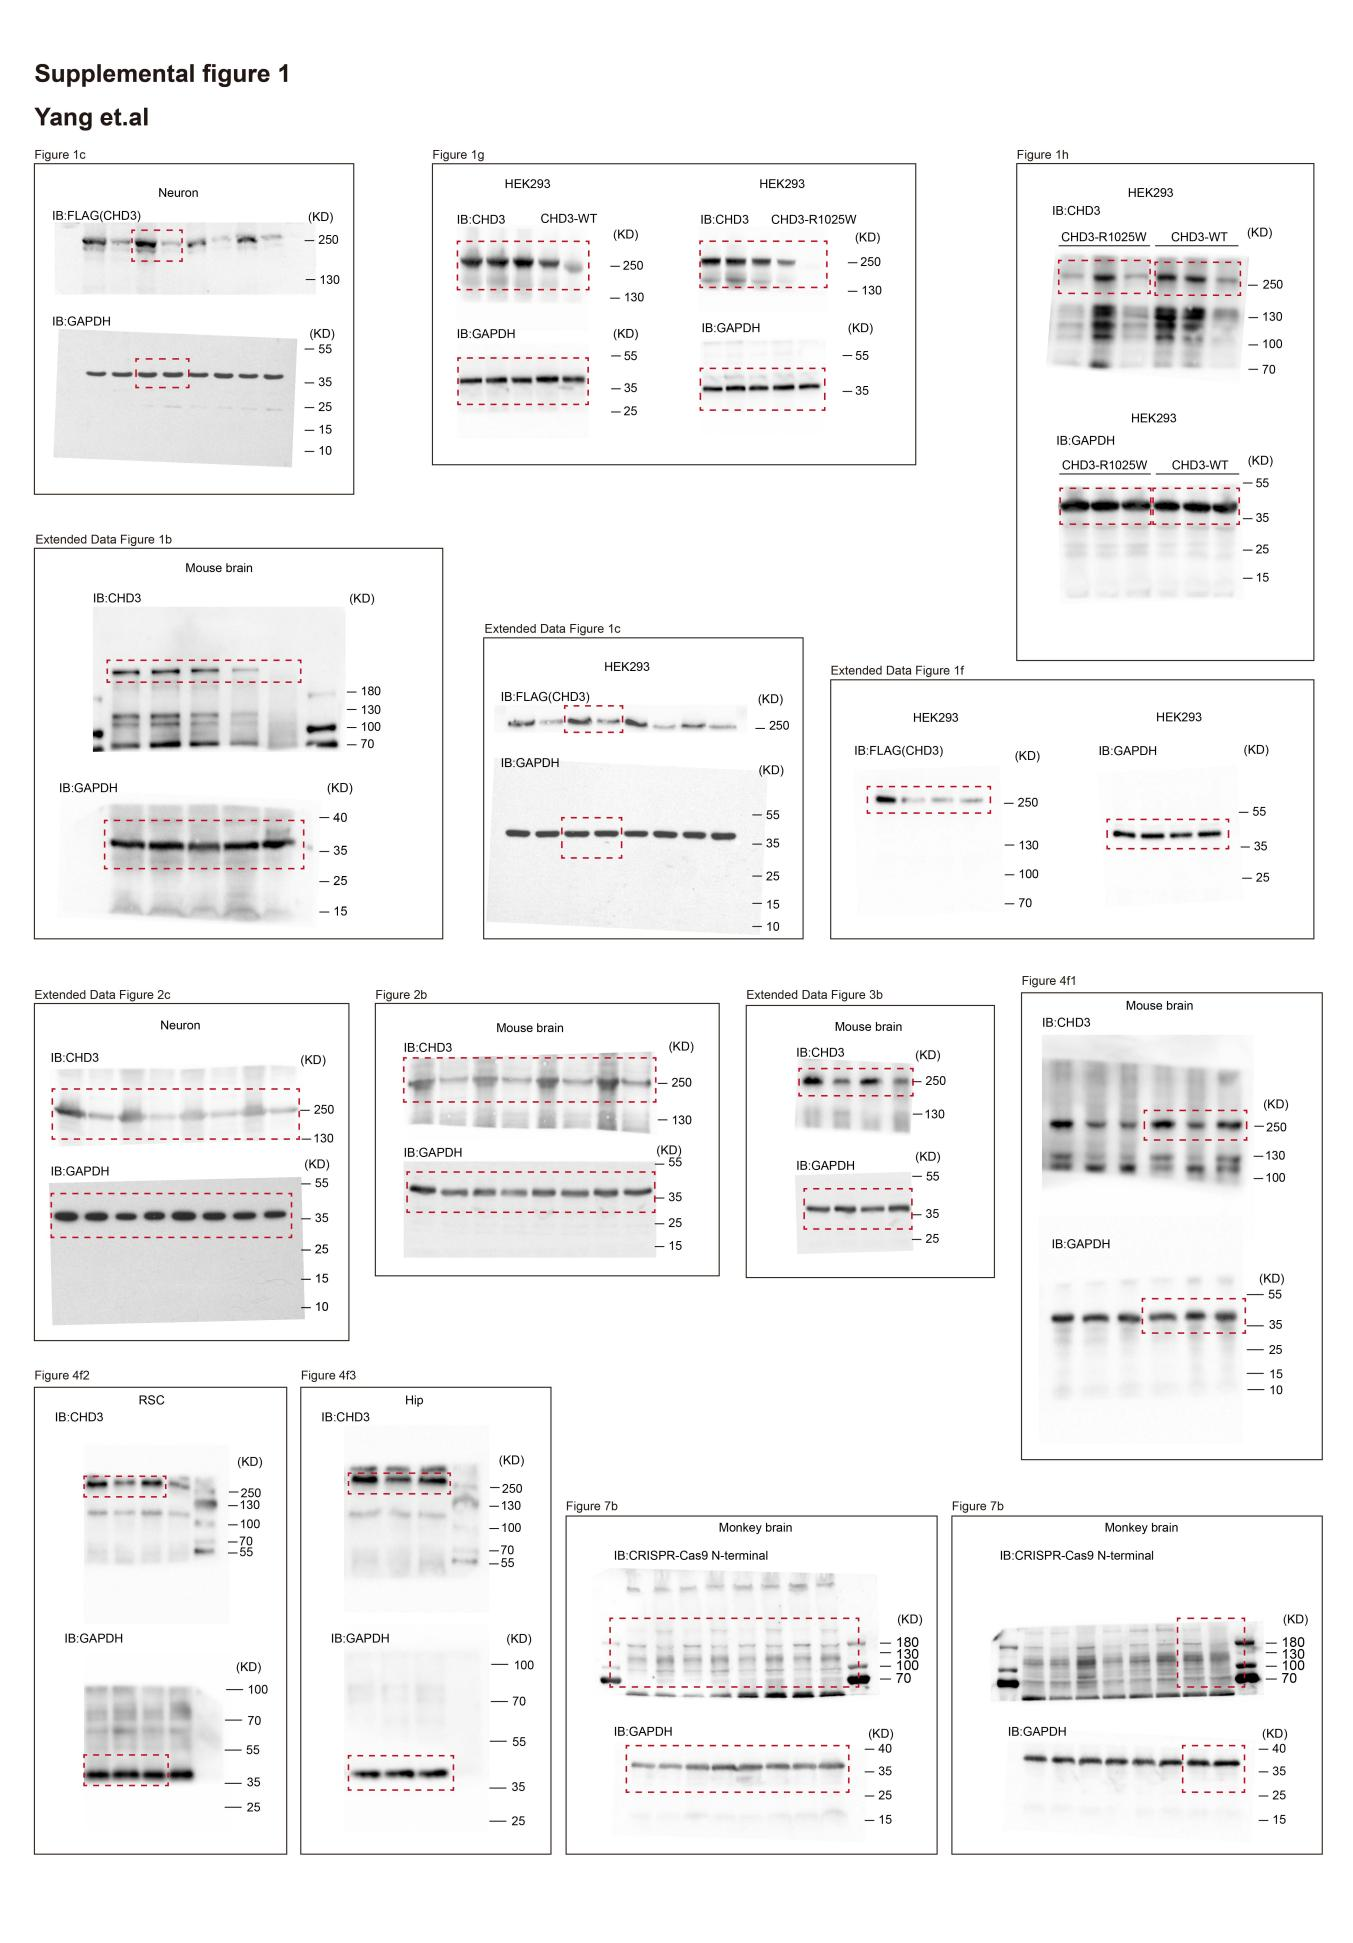 Supplemental figure 1
Yang et.al
Figure 1c
Neuron
IB:FLAG(CHD3)
(KD)
250
130
IB:GAPDH
(KD)
55
35
25
15
10
Figure 1g
HEK293
IB:CHD3 CHD3-WT
(KD)
250
130
IB:GAPDH
(KD)
55
35
25
HEK293
IB:CHD3 CHD3-R1025W
(KD)
250
130
IB:GAPDH
(KD)
55
35
Figure 1h
HEK293
IB:CHD3
CHD3-R1025W CHD3-WT
(KD)
250
130
100
70
HEK293
IB:GAPDH
CHD3-R1025W CHD3-WT
(KD)
55
35
25
15
Extended Data Figure 1b
Mouse brain
IB:CHD3
(KD)
180
130
100
70
IB:GAPDH
(KD)
40
35
25
15
Extended Data Figure 1c
HEK293
IB:FLAG(CHD3)
(KD)
250
IB:GAPDH
(KD)
55
35
25
15
10
Extended Data Figure 1f
HEK293
IB:FLAG(CHD3)
(KD)
250
130
100
70
HEK293
IB:GAPDH
(KD)
55
35
25
Extended Data Figure 2c
Neuron
IB:CHD3
(KD)
250
130
IB:GAPDH
(KD)
55
35
25
15
10
Figure 2b
Mouse brain
IB:CHD3
(KD)
250
130
IB:GAPDH
(KD)
55
35
25
15
Extended Data Figure 3b
Mouse brain
IB:CHD3
(KD)
250
130
IB:GAPDH
(KD)
55
35
25
Figure 4f1
Mouse brain
IB:CHD3
(KD)
250
130
100
IB:GAPDH
(KD)
55
35
25
15
10
Figure 4f2
RSC
IB:CHD3
(KD)
250
130
100
70
55
IB:GAPDH
(KD)
100
70
55
35
25
Figure 4f3
Hip
IB:CHD3
(KD)
250
130
100
70
55
IB:GAPDH
(KD)
100
70
55
35
25
Figure 7b
Monkey brain
IB:CRISPR-Cas9 N-terminal
(KD)
180
130
100
70
IB:GAPDH
(KD)
40
35
25
15
Figure 7b
Monkey brain
IB:CRISPR-Cas9 N-terminal
(KD)
180
130
100
70
IB:GAPDH
(KD)
40
35
25
15